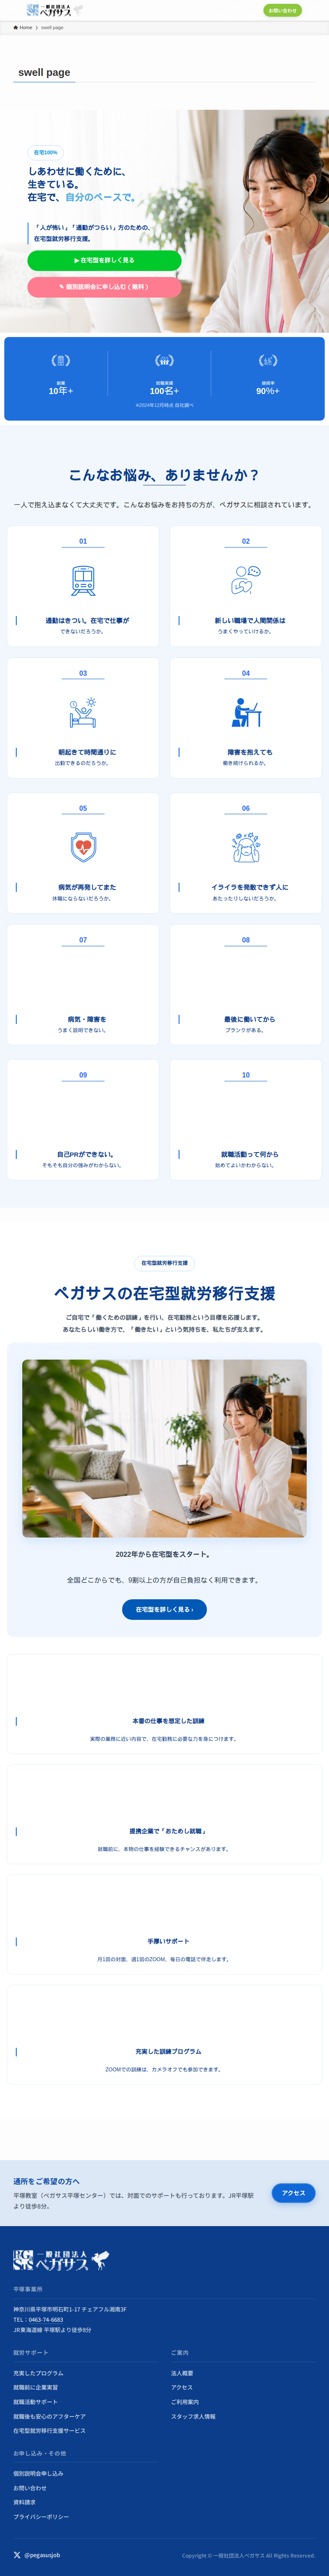 一般社団法人
ペガサス
お問い合わせ
Home
swell page
swell page
在宅100%
しあわせに働くために、
生きている。
在宅で、自分のペースで。
「人が怖い」「通勤がつらい」方のための、
在宅型就労移行支援。
▶在宅型を詳しく見る
✎ 個別説明会に申し込む(無料)
創業
10年+
就職実績
100名+
継続率
90%+
※2024年12月時点 自社調べ
こんなお悩み、ありませんか？
一人で抱え込まなくて大丈夫です。こんなお悩みをお持ちの方が、ペガサスに相談されています。
01
通勤はきつい。在宅で仕事が
できないだろうか。
02
新しい職場で人間関係は
うまくやっていけるか。
03
朝起きて時間通りに
出勤できるのだろうか。
04
障害を抱えても
働き続けられるか。
05
病気が再発してまた
休職にならないだろうか。
06
イライラを発散できず人に
あたったりしないだろうか。
07
病気・障害を
うまく説明できない。
08
最後に働いてから
ブランクがある。
09
自己PRができない。
そもそも自分の強みがわからない。
10
就職活動って何から
始めてよいかわからない。
在宅型就労移行支援
ペガサスの在宅型就労移行支援
ご自宅で「働くための訓練」を行い、在宅勤務という目標を応援します。
あなたらしい働き方で、「働きたい」という気持ちを、私たちが支えます。
2022年から在宅型をスタート。
全国どこからでも、9割以上の方が自己負担なく利用できます。
在宅型を詳しく見る ›
本番の仕事を想定した訓練
実際の業務に近い内容で、在宅勤務に必要な力を身につけます。
提携企業で「おためし就職」
就職前に、本物の仕事を経験できるチャンスがあります。
手厚いサポート
月1回の対面、週1回のZOOM、毎日の電話で伴走します。
充実した訓練プログラム
ZOOMでの訓練は、カメラオフでも参加できます。
通所をご希望の方へ
平塚教室（ペガサス平塚センター）では、対面でのサポートも行っております。JR平塚駅
より徒歩8分。
アクセス
一般社団法人
ペガサス
平塚事業所
神奈川県平塚市明石町1-17 チェアフル湘南3F
TEL：0463-74-6683
JR東海道線 平塚駅より徒歩8分
就労サポート
充実したプログラム
就職前に企業実習
就職活動サポート
就職後も安心のアフターケア
在宅型就労移行支援サービス
ご案内
法人概要
アクセス
ご利用案内
スタッフ求人情報
お申し込み・その他
個別説明会申し込み
お問い合わせ
資料請求
プライバシーポリシー
@pegasusjob
Copyright © 一般社団法人ペガサス All Rights Reserved.